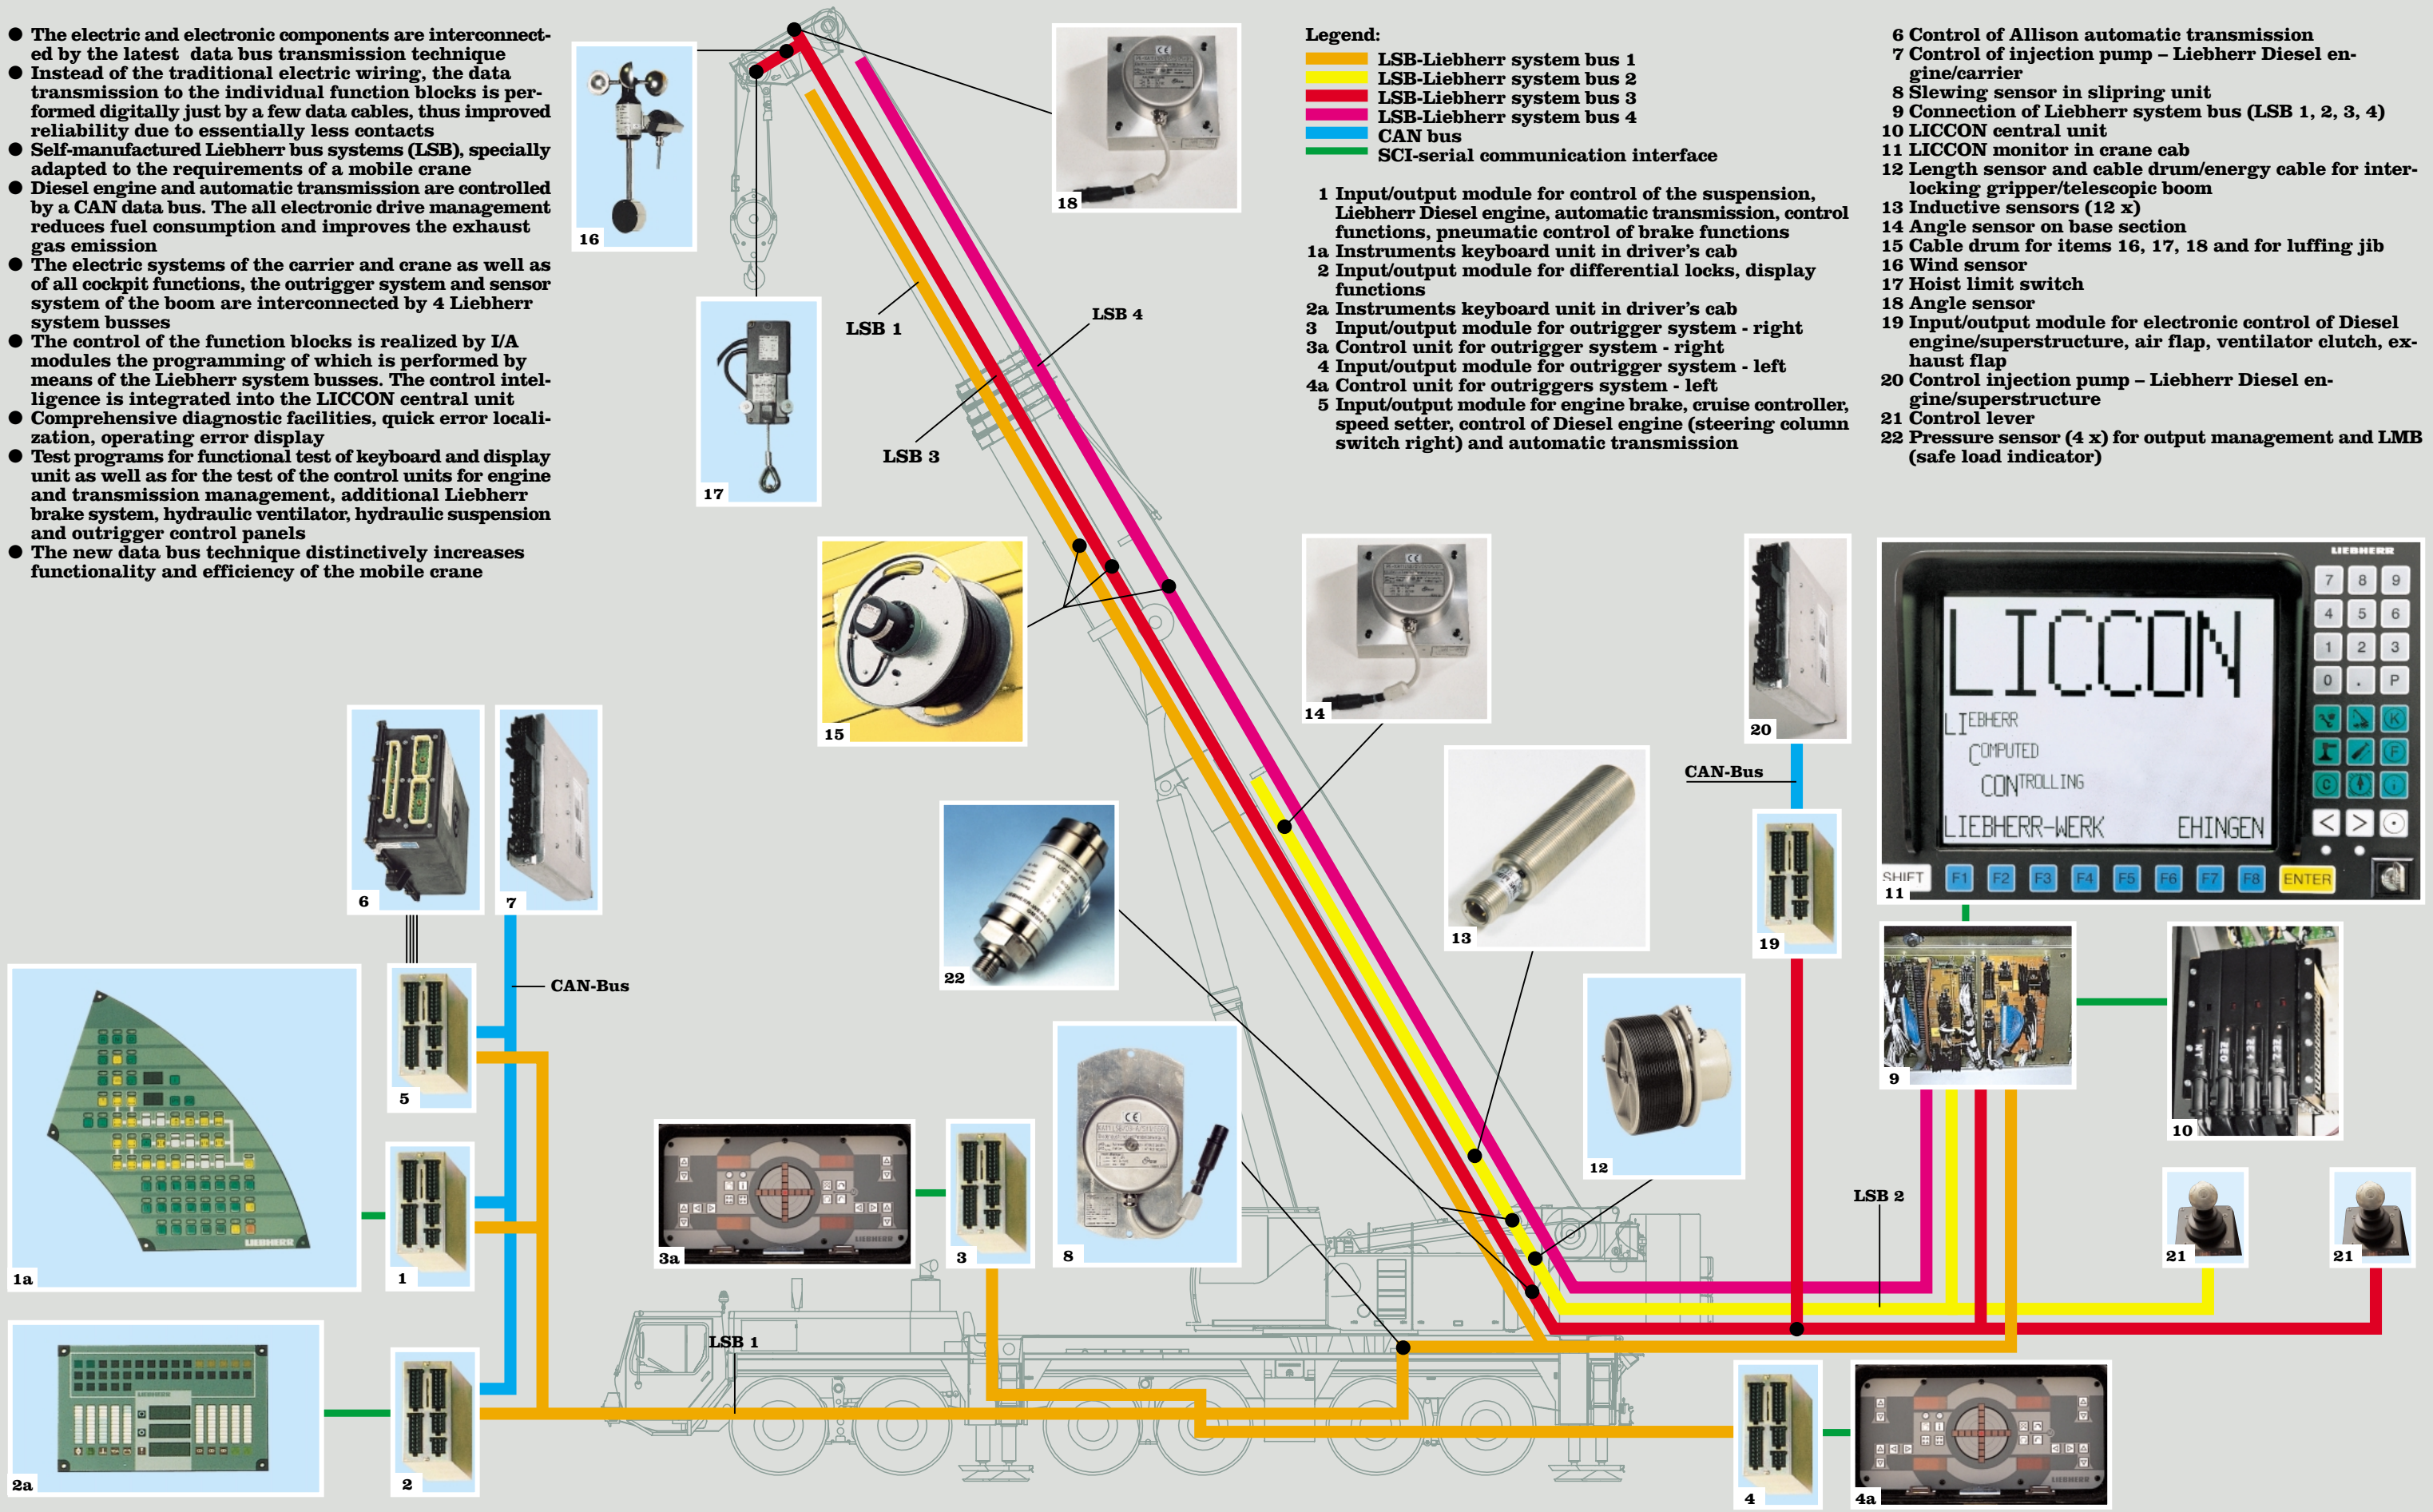 ● The electric and electronic components are interconnect-
ed by the latest data bus transmission technique
● Instead of the traditional electric wiring, the data
transmission to the individual function blocks is per-
formed digitally just by a few data cables, thus improved
reliability due to essentially less contacts
● Self-manufactured Liebherr bus systems (LSB), specially
adapted to the requirements of a mobile crane
● Diesel engine and automatic transmission are controlled
by a CAN data bus. The all electronic drive management
reduces fuel consumption and improves the exhaust
gas emission
● The electric systems of the carrier and crane as well as
of all cockpit functions, the outrigger system and sensor
system of the boom are interconnected by 4 Liebherr
system busses
● The control of the function blocks is realized by I/A
modules the programming of which is performed by
means of the Liebherr system busses. The control intel-
ligence is integrated into the LICCON central unit
● Comprehensive diagnostic facilities, quick error locali-
zation, operating error display
● Test programs for functional test of keyboard and display
unit as well as for the test of the control units for engine
and transmission management, additional Liebherr
brake system, hydraulic ventilator, hydraulic suspension
and outrigger control panels
● The new data bus technique distinctively increases
functionality and efficiency of the mobile crane
Legend:
LSB-Liebherr system bus 1
LSB-Liebherr system bus 2
LSB-Liebherr system bus 3
LSB-Liebherr system bus 4
CAN bus
SCI-serial communication interface
1 Input/output module for control of the suspension,
Liebherr Diesel engine, automatic transmission, control
functions, pneumatic control of brake functions
1a Instruments keyboard unit in driver's cab
2 Input/output module for differential locks, display
functions
2a Instruments keyboard unit in driver's cab
3 Input/output module for outrigger system - right
3a Control unit for outrigger system - right
4 Input/output module for outrigger system - left
4a Control unit for outriggers system - left
5 Input/output module for engine brake, cruise controller,
speed setter, control of Diesel engine (steering column
switch right) and automatic transmission
6 Control of Allison automatic transmission
7 Control of injection pump – Liebherr Diesel en-
gine/carrier
8 Slewing sensor in slipring unit
9 Connection of Liebherr system bus (LSB 1, 2, 3, 4)
10 LICCON central unit
11 LICCON monitor in crane cab
12 Length sensor and cable drum/energy cable for inter-
locking gripper/telescopic boom
13 Inductive sensors (12 x)
14 Angle sensor on base section
15 Cable drum for items 16, 17, 18 and for luffing jib
16 Wind sensor
17 Hoist limit switch
18 Angle sensor
19 Input/output module for electronic control of Diesel
engine/superstructure, air flap, ventilator clutch, ex-
haust flap
20 Control injection pump – Liebherr Diesel en-
gine/superstructure
21 Control lever
22 Pressure sensor (4 x) for output management and LMB
(safe load indicator)
16
18
17
LSB 1
LSB 4
LSB 3
15
14
20
CAN-Bus
LIEBHERR
7 8 9
4 5 6
1 2 3
0 . P
K
F
C i
< >
LICCON
LIEBHERR
COMPUTED
CONTROLLING
LIEBHERR-WERK EHINGEN
SHIFT F1 F2 F3 F4 F5 F6 F7 F8 ENTER
11
6
7
CAN-Bus
22
13
19
12
9
10
5
LIEBHERR
1a
1
LIEBHERR
3a
3
CE
8
LSB 2
21
21
LSB 1
LIEBHERR
2a
2
4
LIEBHERR
4a